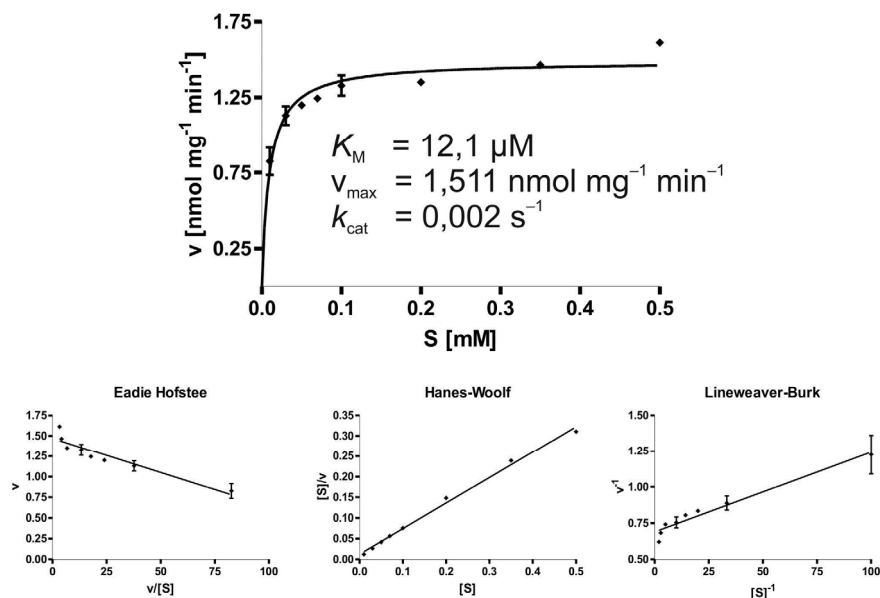 1.75
1.25
0.75
0.25
v [nmol mg⁻¹ min⁻¹]
K_M = 12,1 µM
v_max = 1,511 nmol mg⁻¹ min⁻¹
k_cat = 0,002 s⁻¹
0.0 0.1 0.2 0.3 0.4 0.5
S [mM]
Eadie Hofstee
1.75
1.50
1.25
1.00
0.75
0.50
0.25
0.00
v
0 25 50 75 100
v/[S]
Hanes-Woolf
0.35
0.30
0.25
0.20
0.15
0.10
0.05
0.00
[S]/v
0.0 0.1 0.2 0.3 0.4 0.5
[S]
Lineweaver-Burk
1.50
1.25
1.00
0.75
0.50
v⁻¹
0 25 50 75 100
[S]⁻¹